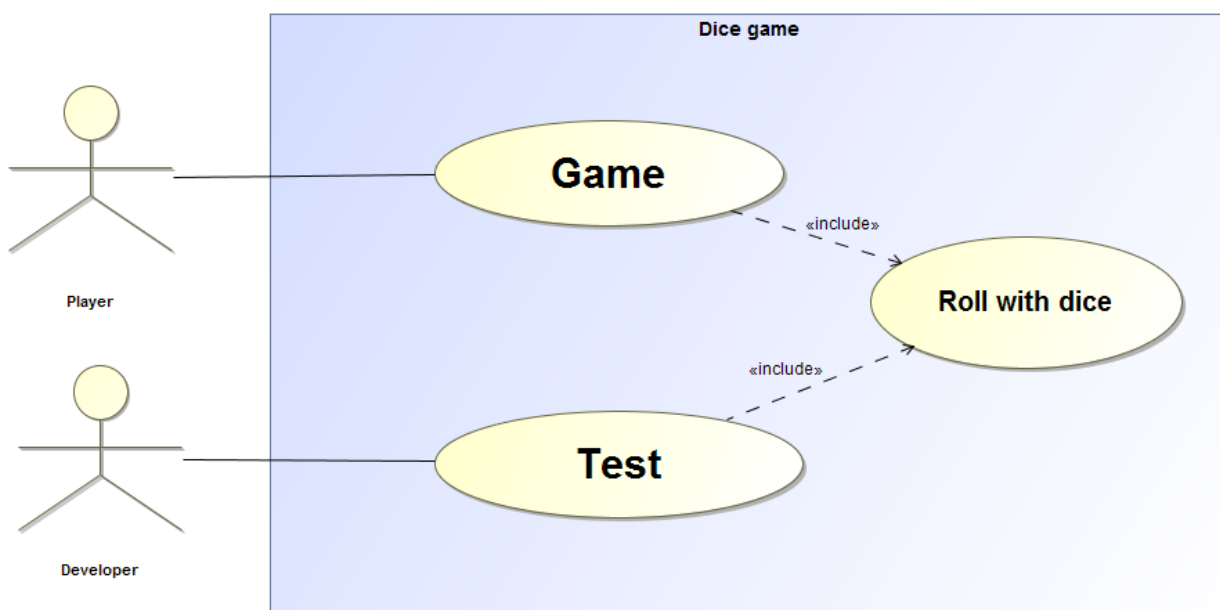 Dice game
Game
«include»
Player
Roll with dice
«include»
Test
Developer